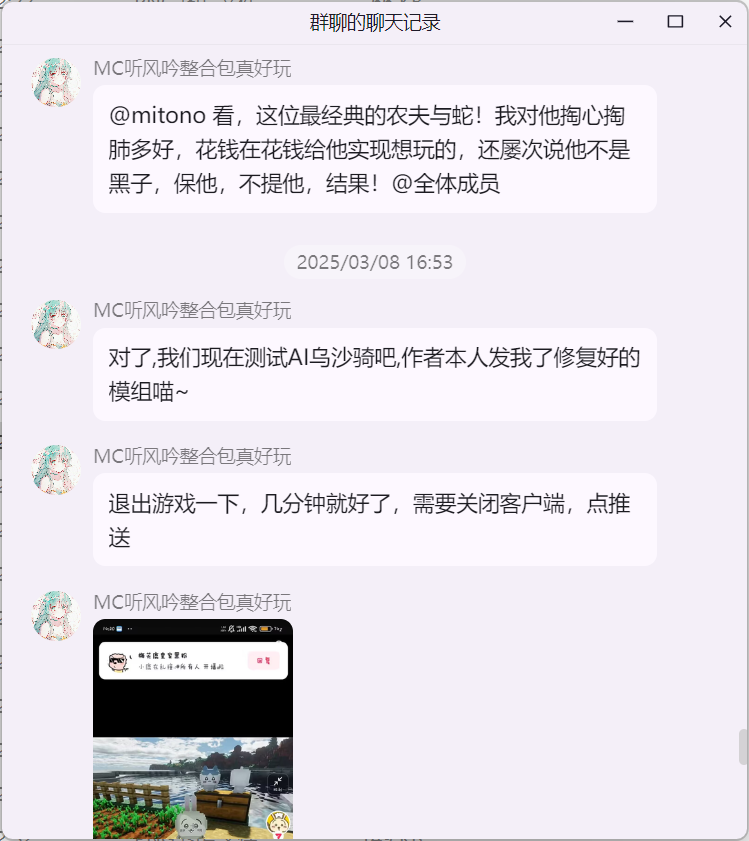 群聊的聊天记录
MC听风吟整合包真好玩
@mitono 看，这位最经典的农夫与蛇！我对他掏心掏
肺多好，花钱在花钱给他实现想玩的，还屡次说他不是
黑子，保他，不提他，结果！@全体成员
2025/03/08 16:53
MC听风吟整合包真好玩
对了,我们现在测试AI乌沙骑吧,作者本人发我了修复好的
模组喵~
MC听风吟整合包真好玩
退出游戏一下，几分钟就好了，需要关闭客户端，点推
送
MC听风吟整合包真好玩
回复